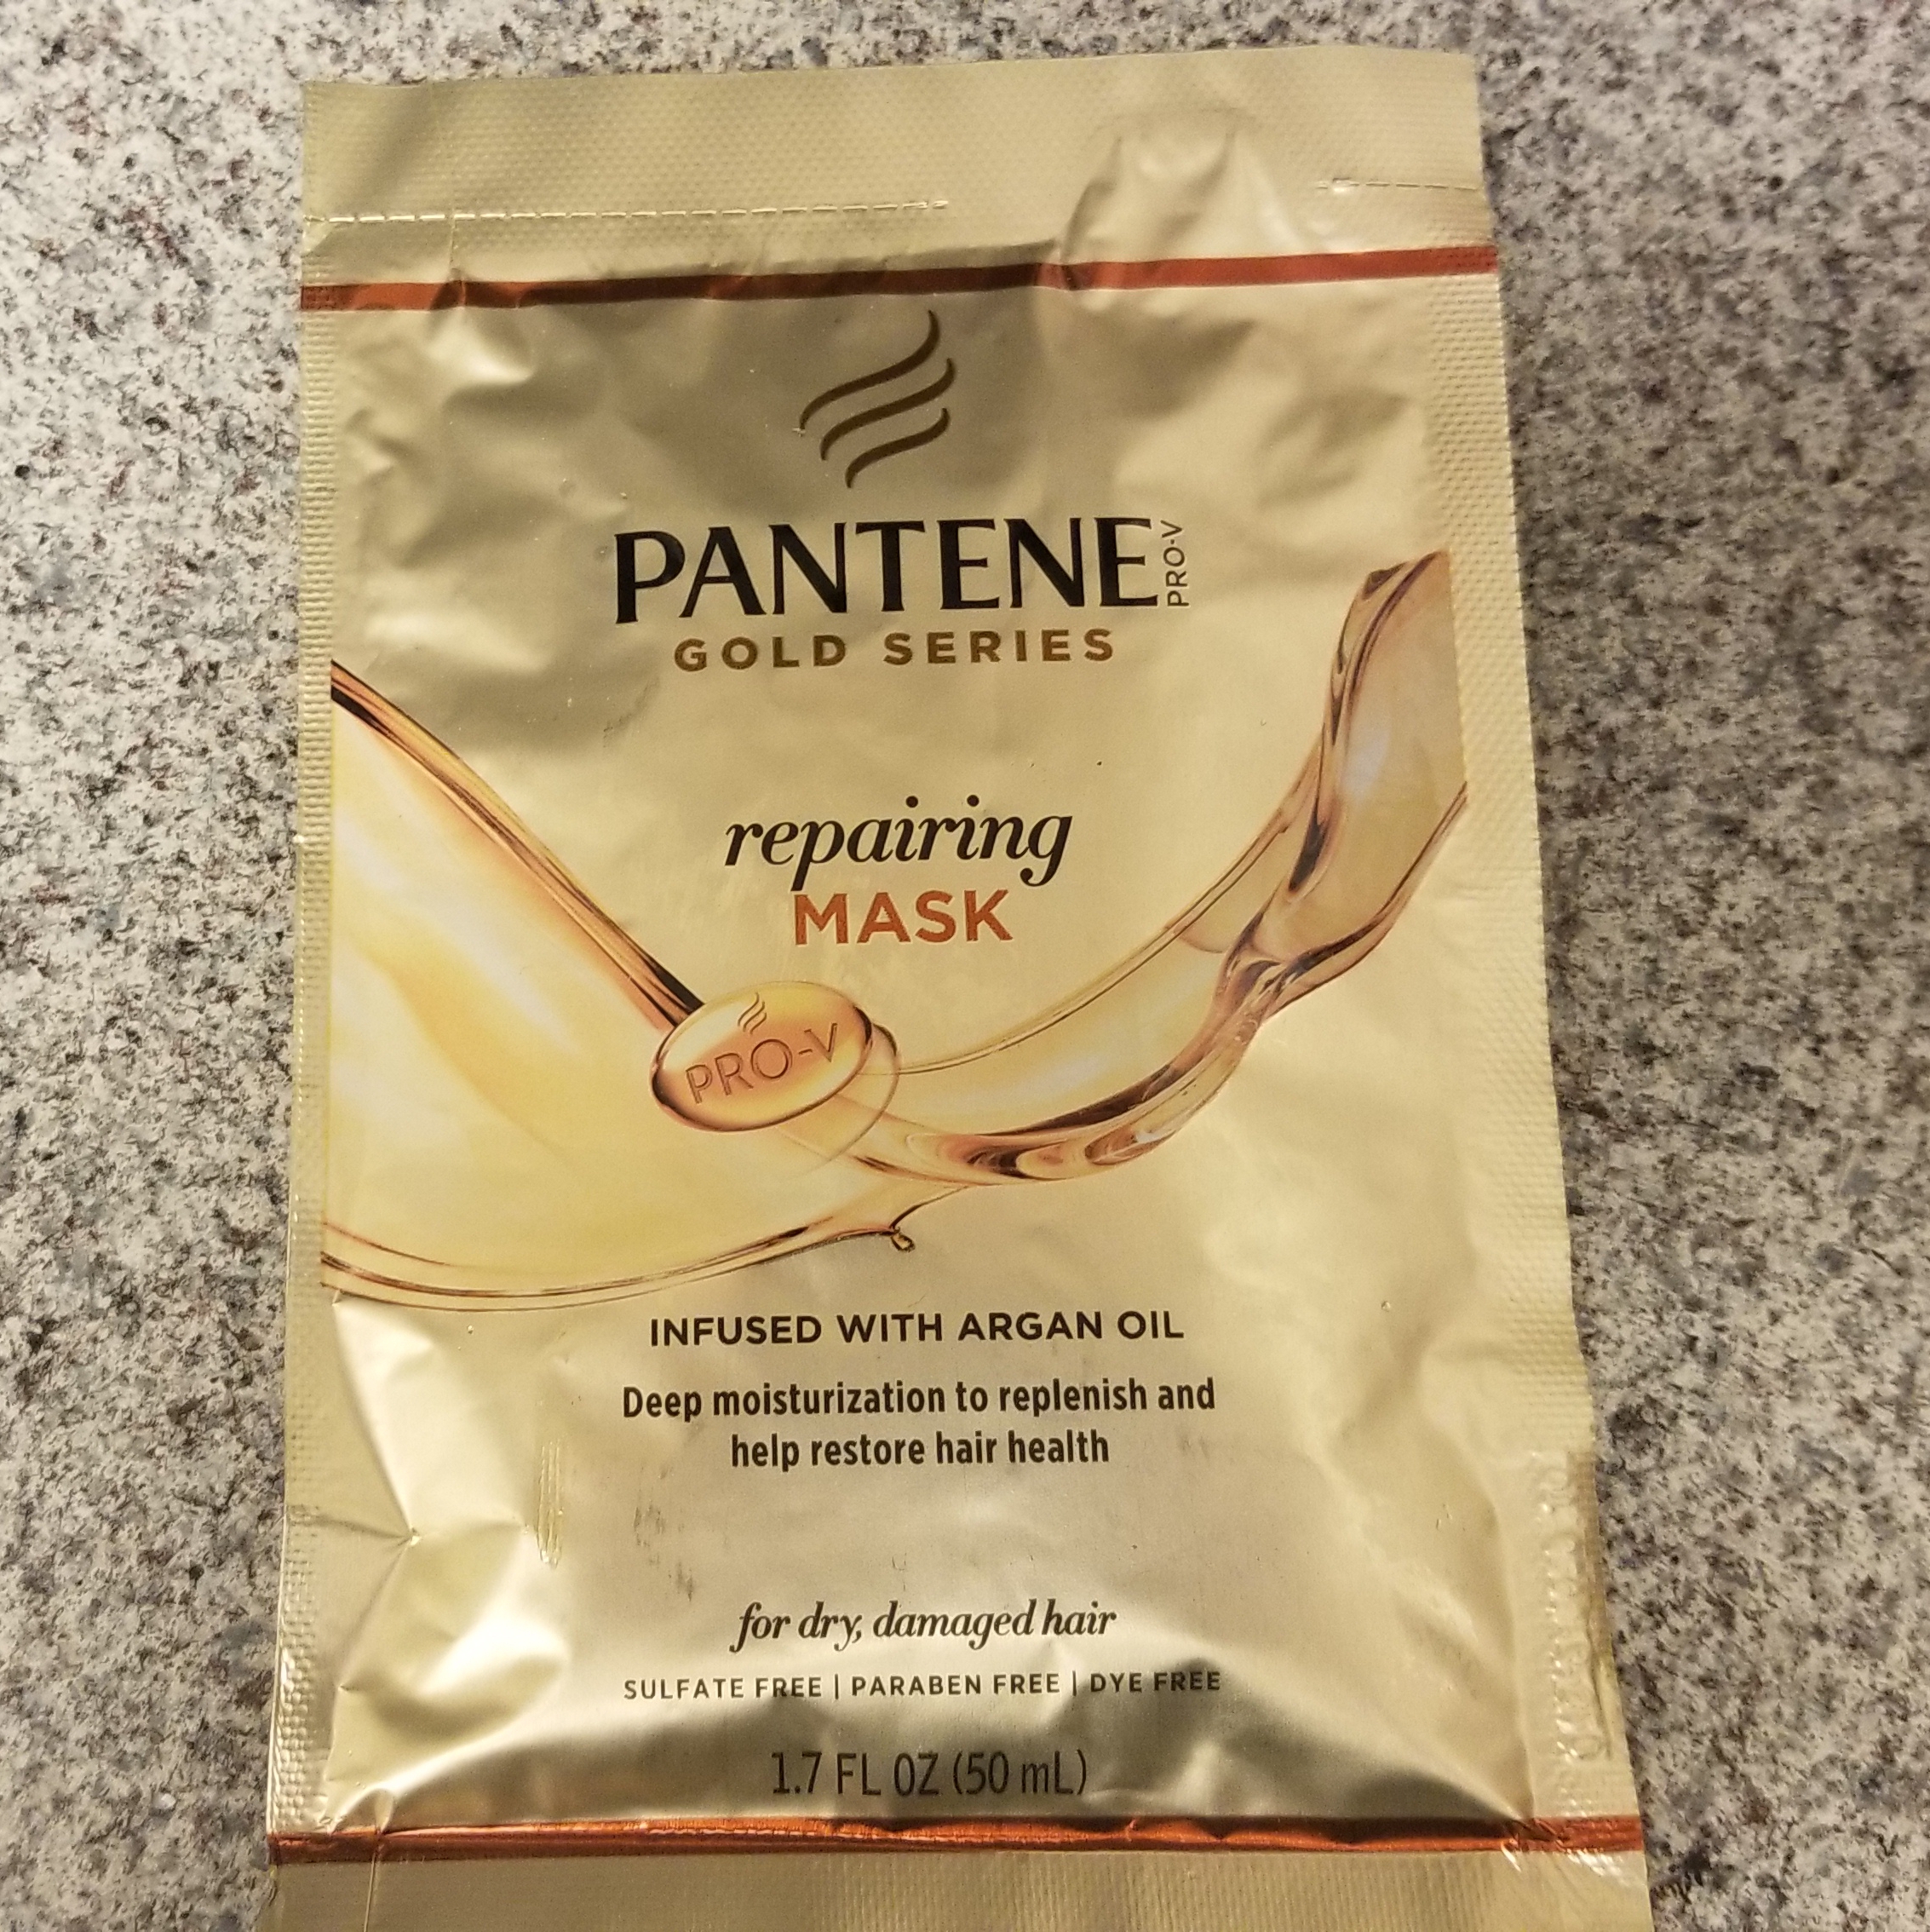 PANTENE PRO-V
GOLD SERIES
repairing
MASK
PRO-V
INFUSED WITH ARGAN OIL
Deep moisturization to replenish and
help restore hair health
for dry, damaged hair
SULFATE FREE | PARABEN FREE | DYE FREE
1.7 FL OZ (50 mL)